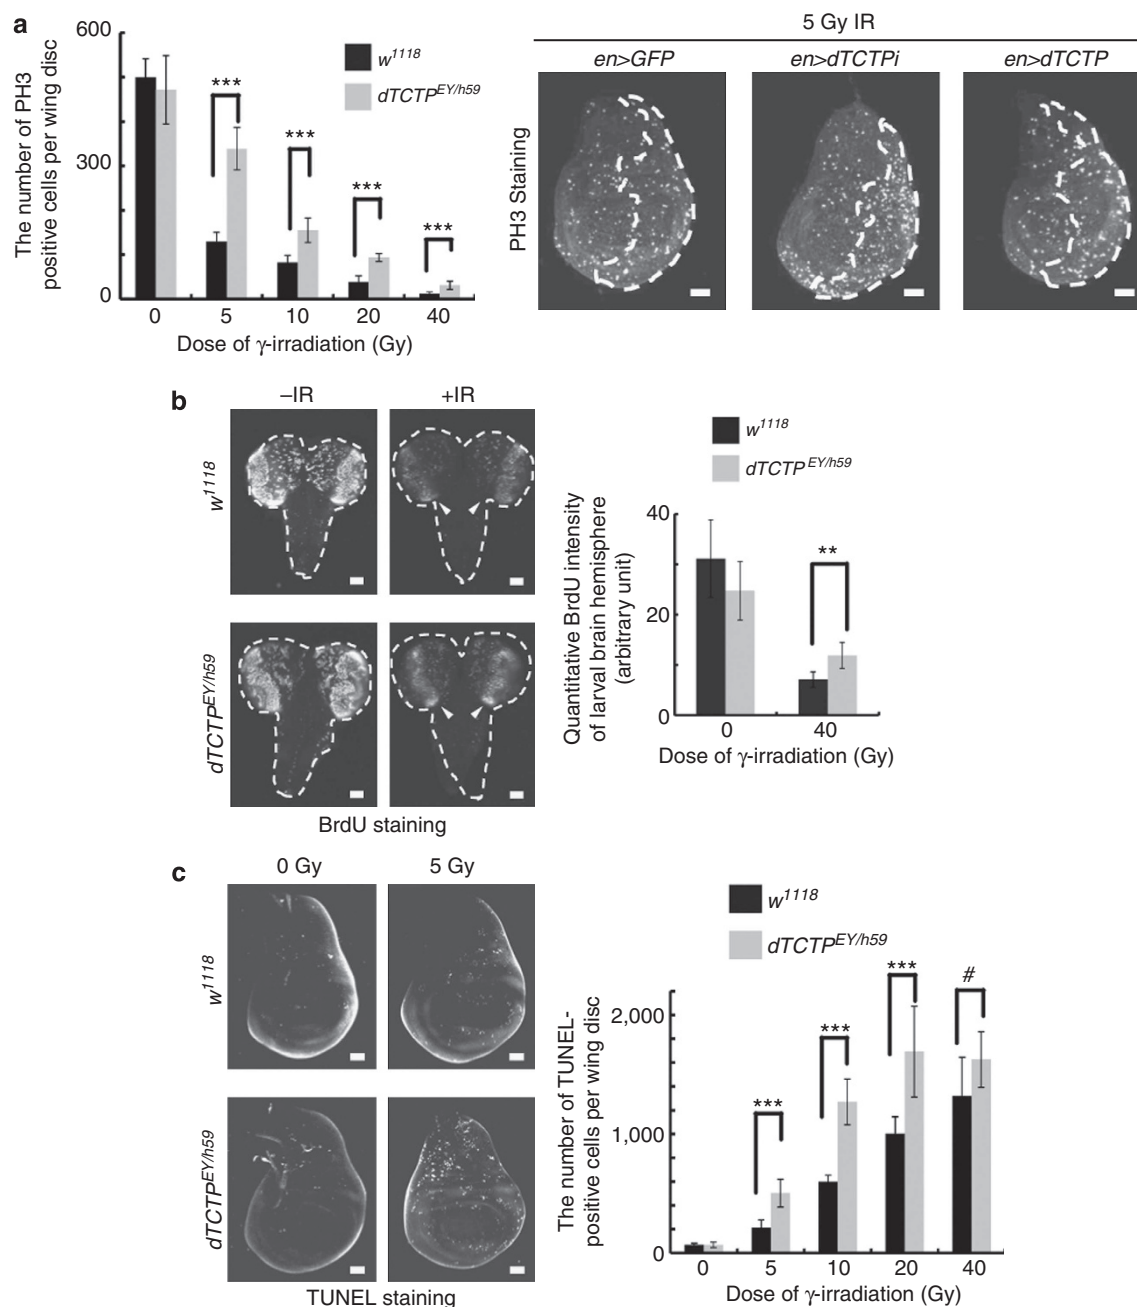 a
600
300
0
The number of PH3
positive cells per wing disc
w1118
dTCTPEY/h59
***
***
***
***
0 5 10 20 40
Dose of γ-irradiation (Gy)
5 Gy IR
en>GFP en>dTCTPi en>dTCTP
PH3 Staining
b
–IR +IR
w1118
dTCTPEY/h59
BrdU staining
w1118
dTCTPEY/h59
Quantitative BrdU intensity
of larval brain hemisphere
(arbitrary unit)
40
20
0
**
0 40
Dose of γ-irradiation (Gy)
c
0 Gy 5 Gy
w1118
dTCTPEY/h59
TUNEL staining
w1118
dTCTPEY/h59
The number of TUNEL-
positive cells per wing disc
2,000
1,000
0
***
***
***
#
0 5 10 20 40
Dose of γ-irradiation (Gy)